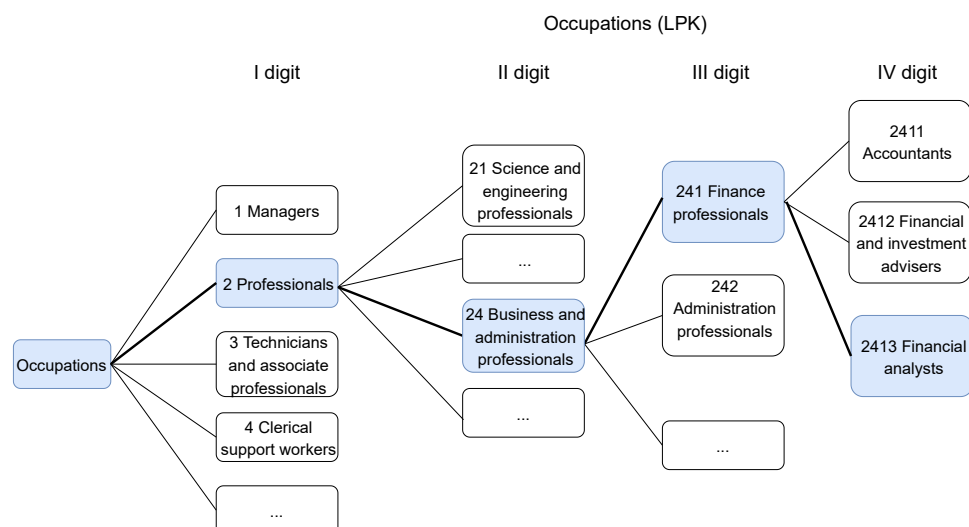 Occupations (LPK)
I digit
II digit
III digit
IV digit
Occupations
1 Managers
2 Professionals
3 Technicians
and associate
professionals
4 Clerical
support workers
...
21 Science and
engineering
professionals
...
24 Business and
administration
professionals
...
241 Finance
professionals
242
Administration
professionals
...
2411
Accountants
2412 Financial
and investment
advisers
2413 Financial
analysts